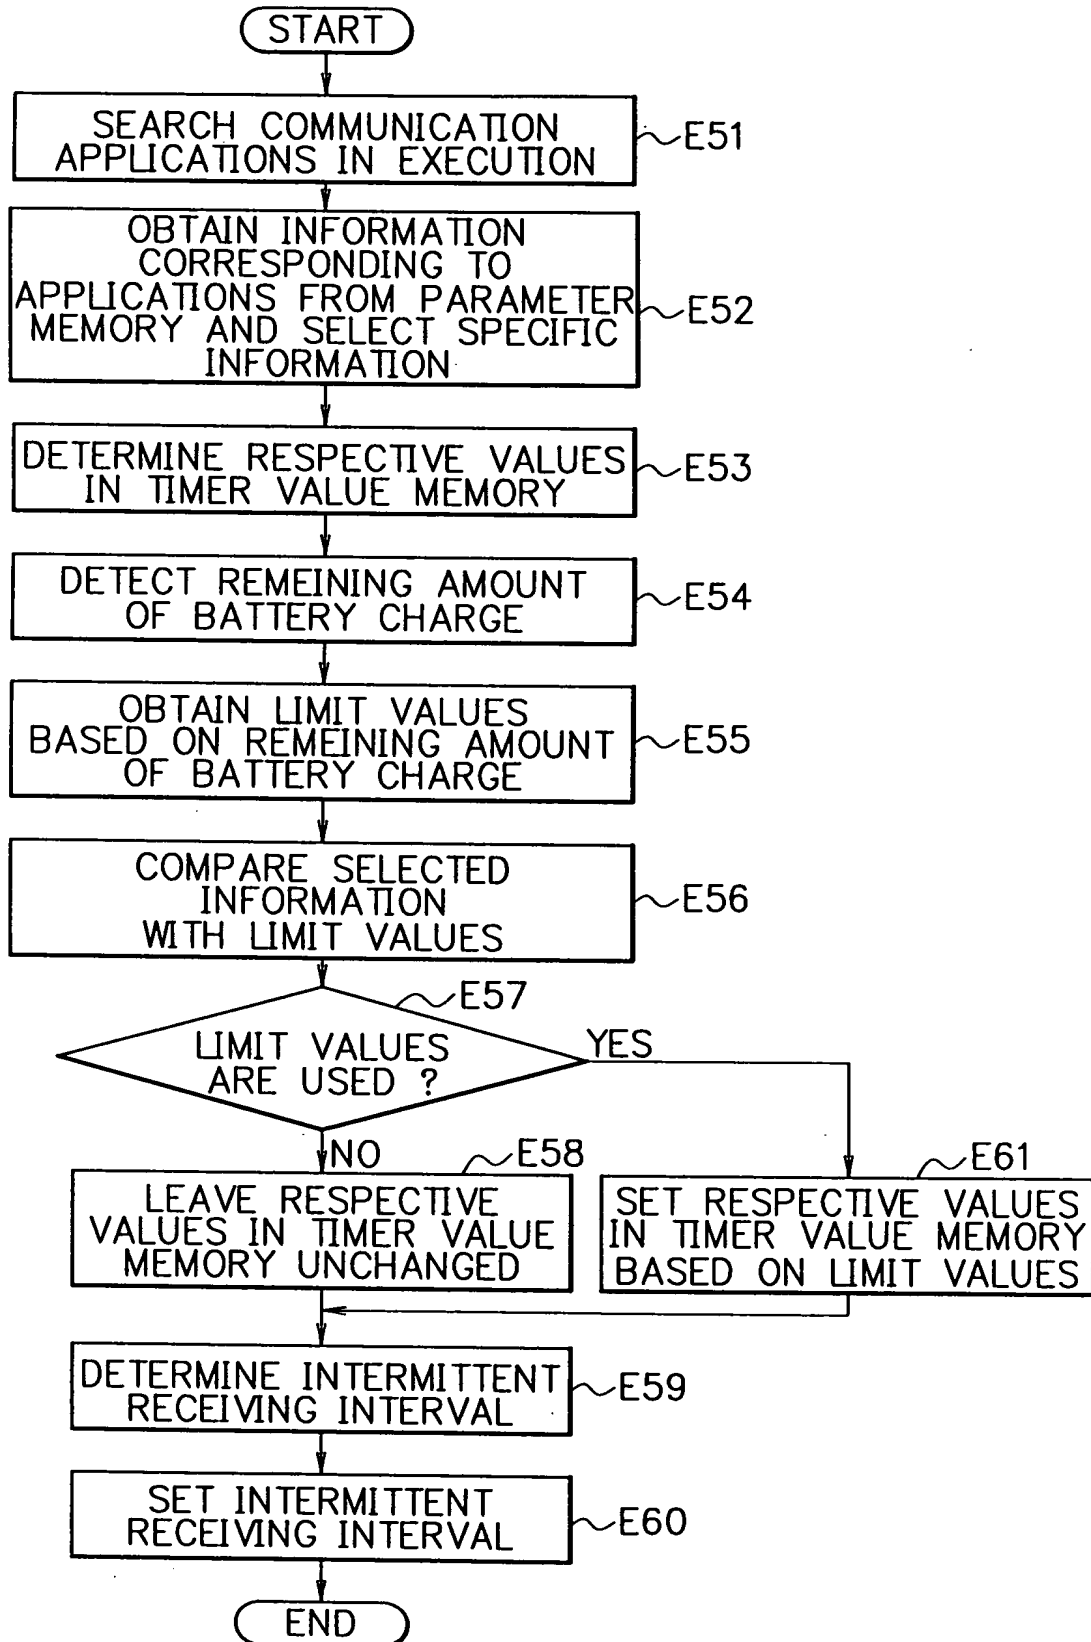 START
SEARCH COMMUNICATION
APPLICATIONS IN EXECUTION
E51
OBTAIN INFORMATION
CORRESPONDING TO
APPLICATIONS FROM PARAMETER
MEMORY AND SELECT SPECIFIC
INFORMATION
E52
DETERMINE RESPECTIVE VALUES
IN TIMER VALUE MEMORY
E53
DETECT REMEINING AMOUNT
OF BATTERY CHARGE
E54
OBTAIN LIMIT VALUES
BASED ON REMEINING AMOUNT
OF BATTERY CHARGE
E55
COMPARE SELECTED
INFORMATION
WITH LIMIT VALUES
E56
E57
LIMIT VALUES
ARE USED ?
YES
NO
E58
LEAVE RESPECTIVE
VALUES IN TIMER VALUE
MEMORY UNCHANGED
E61
SET RESPECTIVE VALUES
IN TIMER VALUE MEMORY
BASED ON LIMIT VALUES
DETERMINE INTERMITTENT
RECEIVING INTERVAL
E59
SET INTERMITTENT
RECEIVING INTERVAL
E60
END